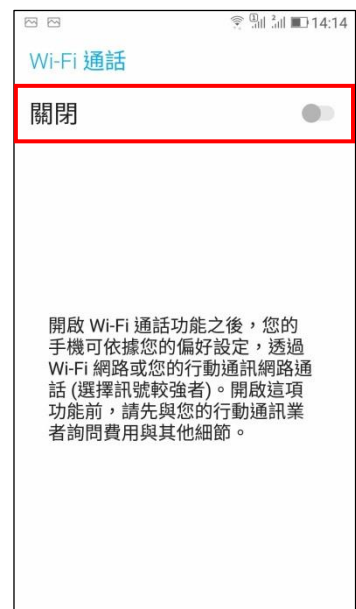 14:14
Wi-Fi 通話
關閉
開啟 Wi-Fi 通話功能之後，您的
手機可依據您的偏好設定，透過
Wi-Fi 網路或您的行動通訊網路通
話 (選擇訊號較強者)。開啟這項
功能前，請先與您的行動通訊業
者詢問費用與其他細節。